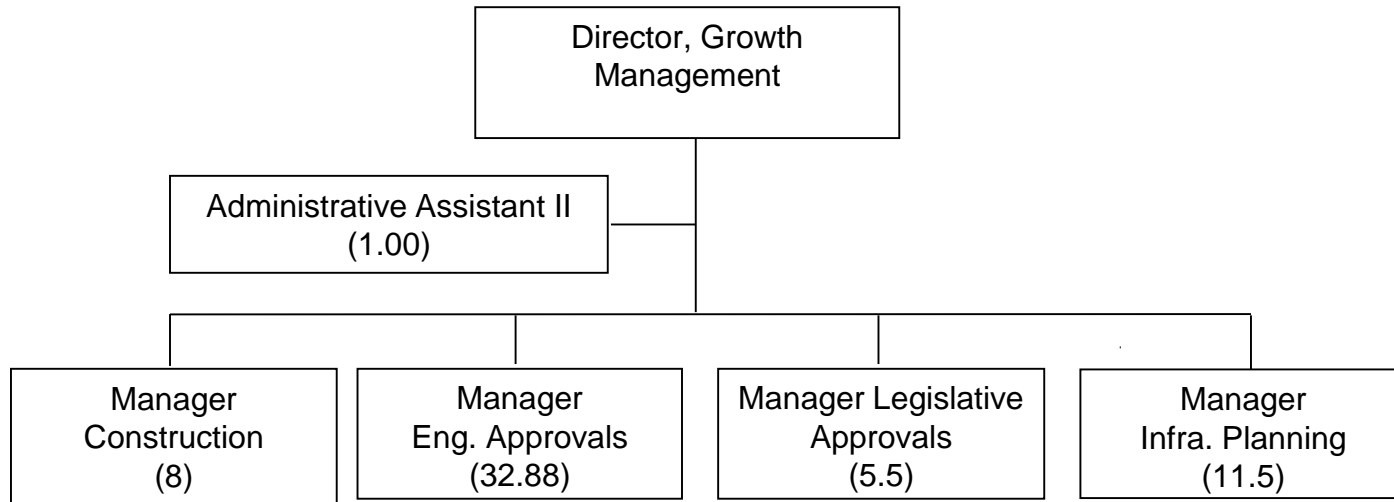 Director, Growth
Management
Administrative Assistant II
(1.00)
Manager
Construction
(8)
Manager
Eng. Approvals
(32.88)
Manager Legislative
Approvals
(5.5)
Manager
Infra. Planning
(11.5)